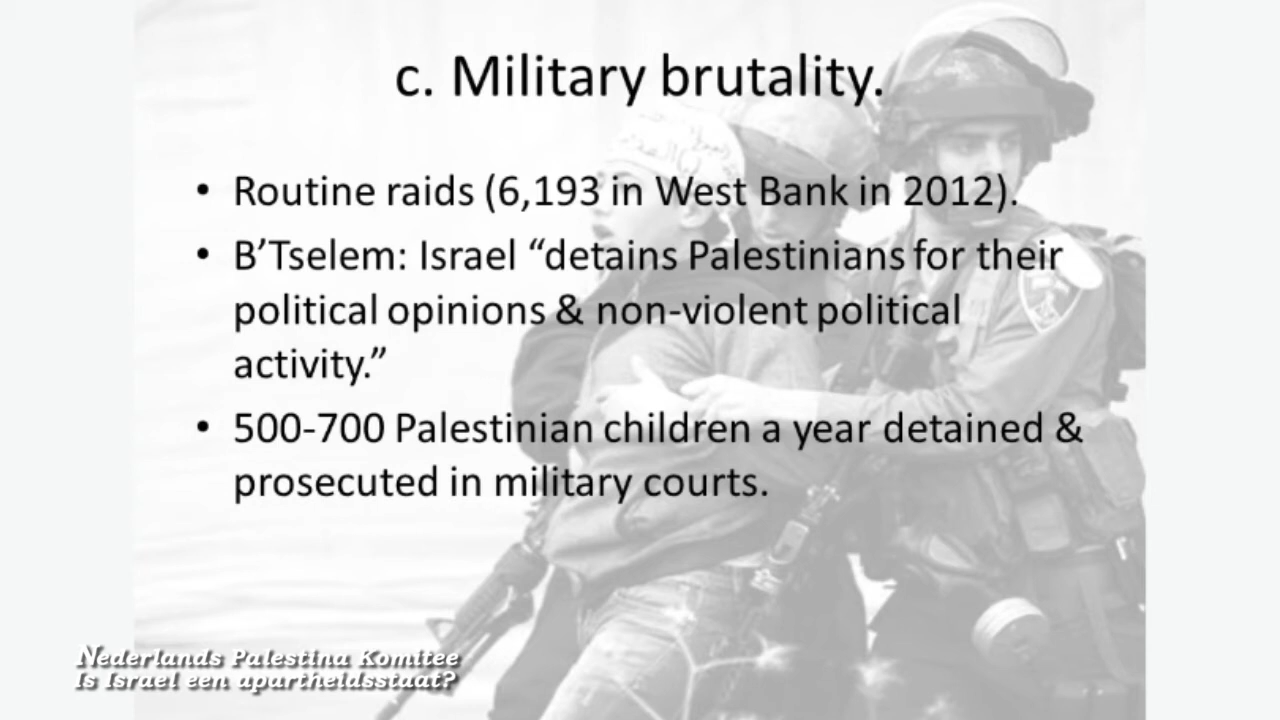 c. Military brutality.
• Routine raids (6,193 in West Bank in 2012).
• B’Tselem: Israel “detains Palestinians for their
political opinions & non-violent political
activity.”
• 500-700 Palestinian children a year detained &
prosecuted in military courts.
Nederlands Palestina Komitee
Is Israel een apartheidsstaat?